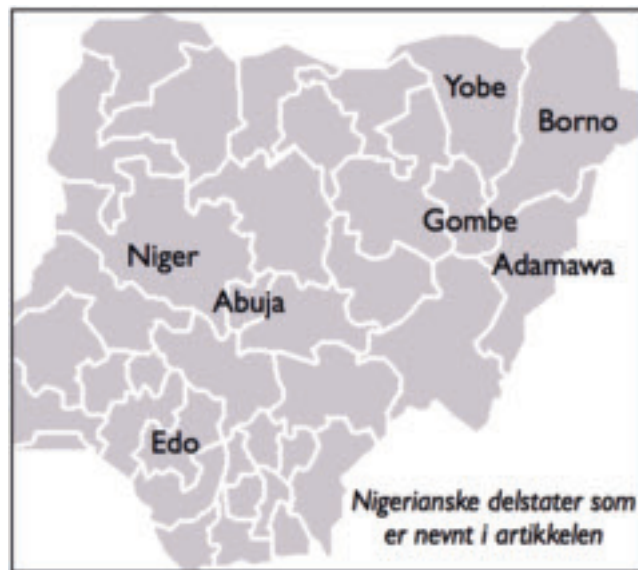 Yobe
Borno
Gombe
Niger
Adamawa
Abuja
Edo
Nigerianske delstater som
er nevnt i artikkelen